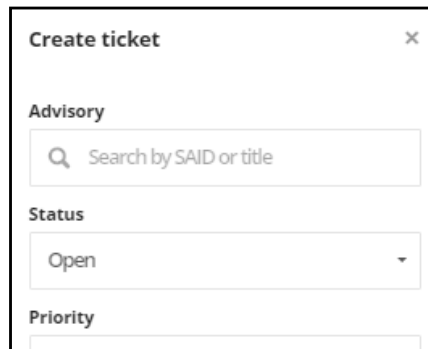 Create ticket ×
Advisory
Search by SAID or title
Status
Open
Priority